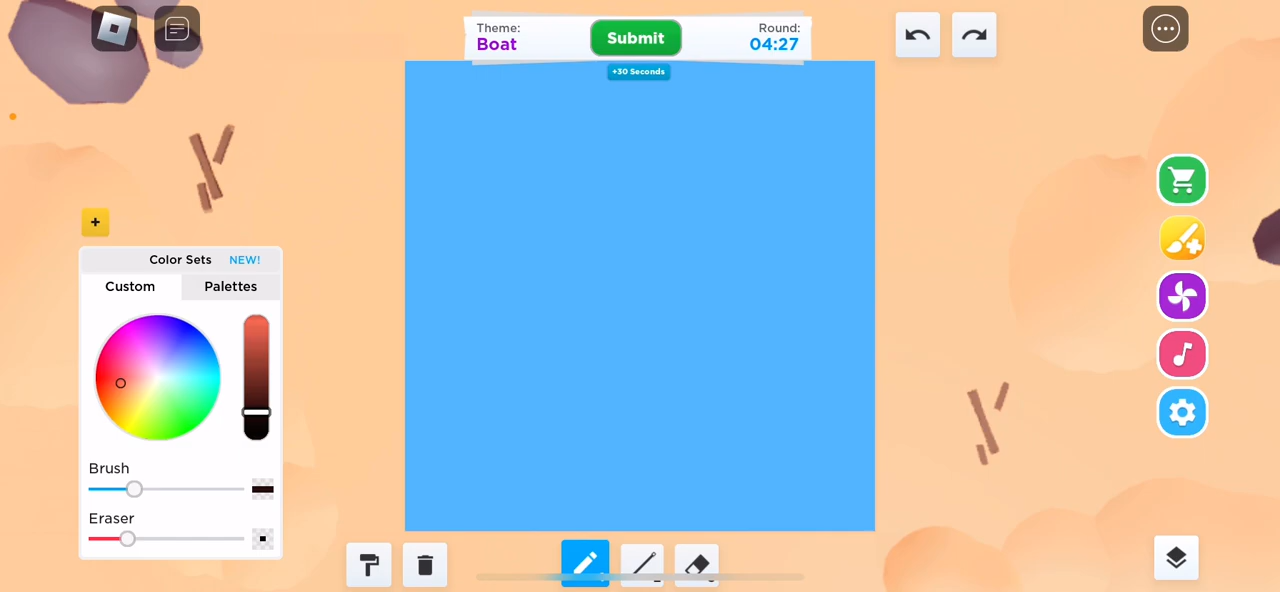 Theme:
Boat
Submit
Round:
04:27
+30 Seconds
+
Color Sets NEW!
Custom Palettes
Brush
Eraser